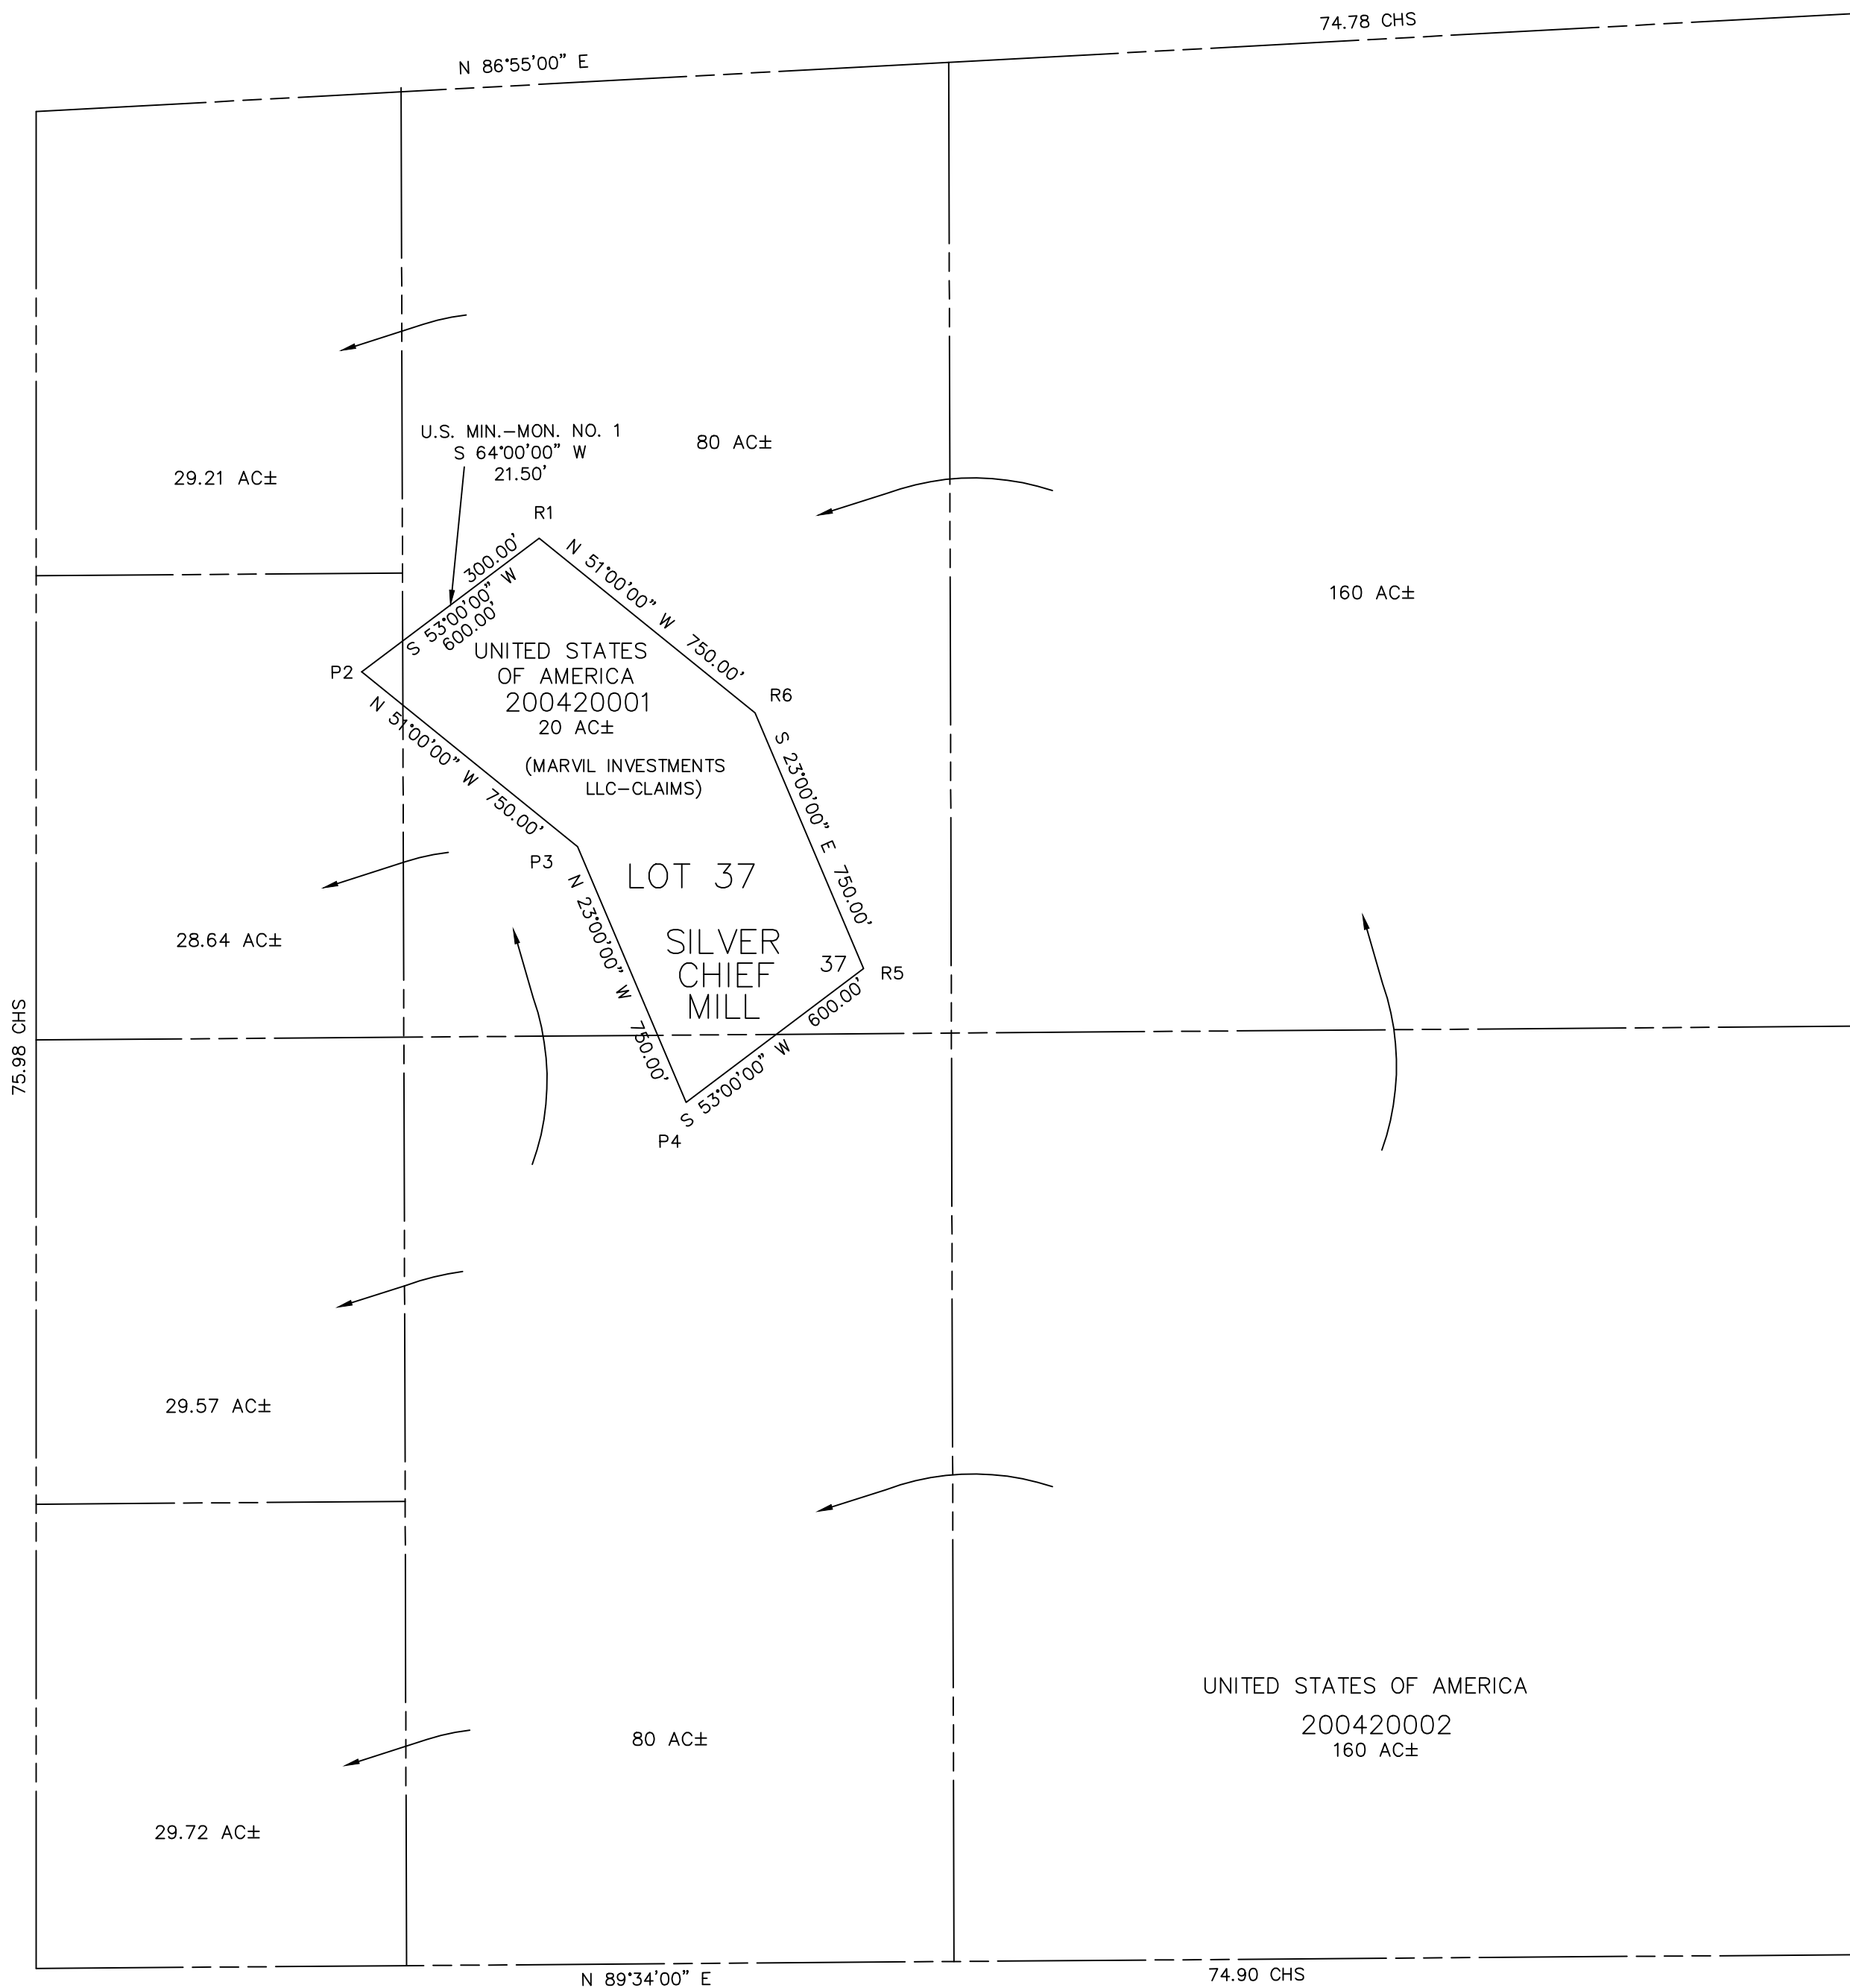 74.78 CHS
N 86°55'00" E
U.S. MIN.-MON. NO. 1
S 64°00'00" W
21.50'
80 AC±
29.21 AC±
R1
300.00'
S 53°00'00" W
600.00'
N 51°00'00" W 750.00'
160 AC±
P2
UNITED STATES
OF AMERICA
200420001
20 AC±
R6
(MARVIL INVESTMENTS
LLC-CLAIMS)
N 51°00'00" W 750.00'
S 23°00'00" E 750.00'
P3
LOT 37
N 23°00'00" W 750.00'
28.64 AC±
SILVER
CHIEF
MILL
37
R5
S 53°00'00" W 600.00'
75.98 CHS
P4
29.57 AC±
UNITED STATES OF AMERICA
200420002
160 AC±
80 AC±
29.72 AC±
N 89°34'00" E
74.90 CHS